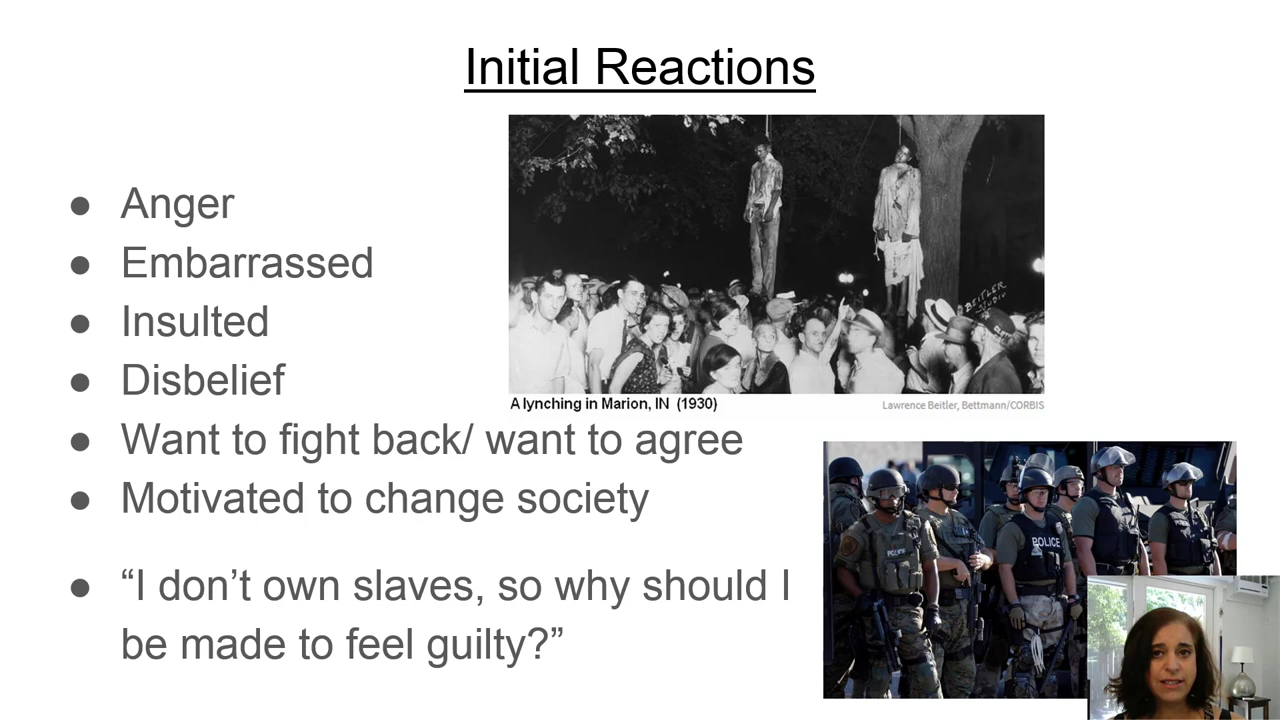 Initial Reactions
● Anger
● Embarrassed
● Insulted
● Disbelief
● Want to fight back/ want to agree
● Motivated to change society
● “I don’t own slaves, so why should I
be made to feel guilty?”
BEITLER
STUDIO
A lynching in Marion, IN (1930)
Lawrence Beitler, Bettmann/CORBIS
POLICE